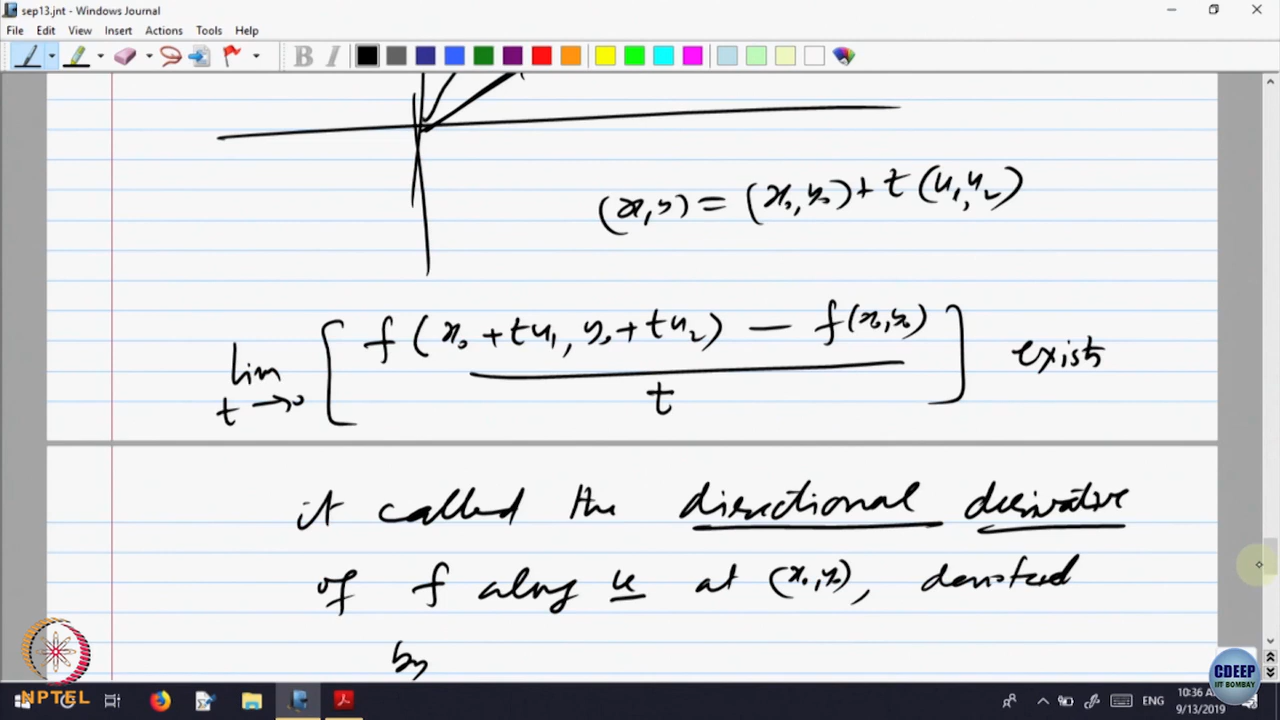 sep13.jnt - Windows Journal
File Edit View Insert Actions Tools Help
B I
(x,y) = (x₀,y₀) + t (u₁,u₂)
lim t→0 [ f(x₀+tu₁, y₀+tu₂) − f(x₀,y₀) / t ] exists
it called the directional derivative
of f along u at (x₀,y₀), denoted
by
NPTEL
ENG
10:36 A
9/13/2019
CDEEP
IIT BOMBAY